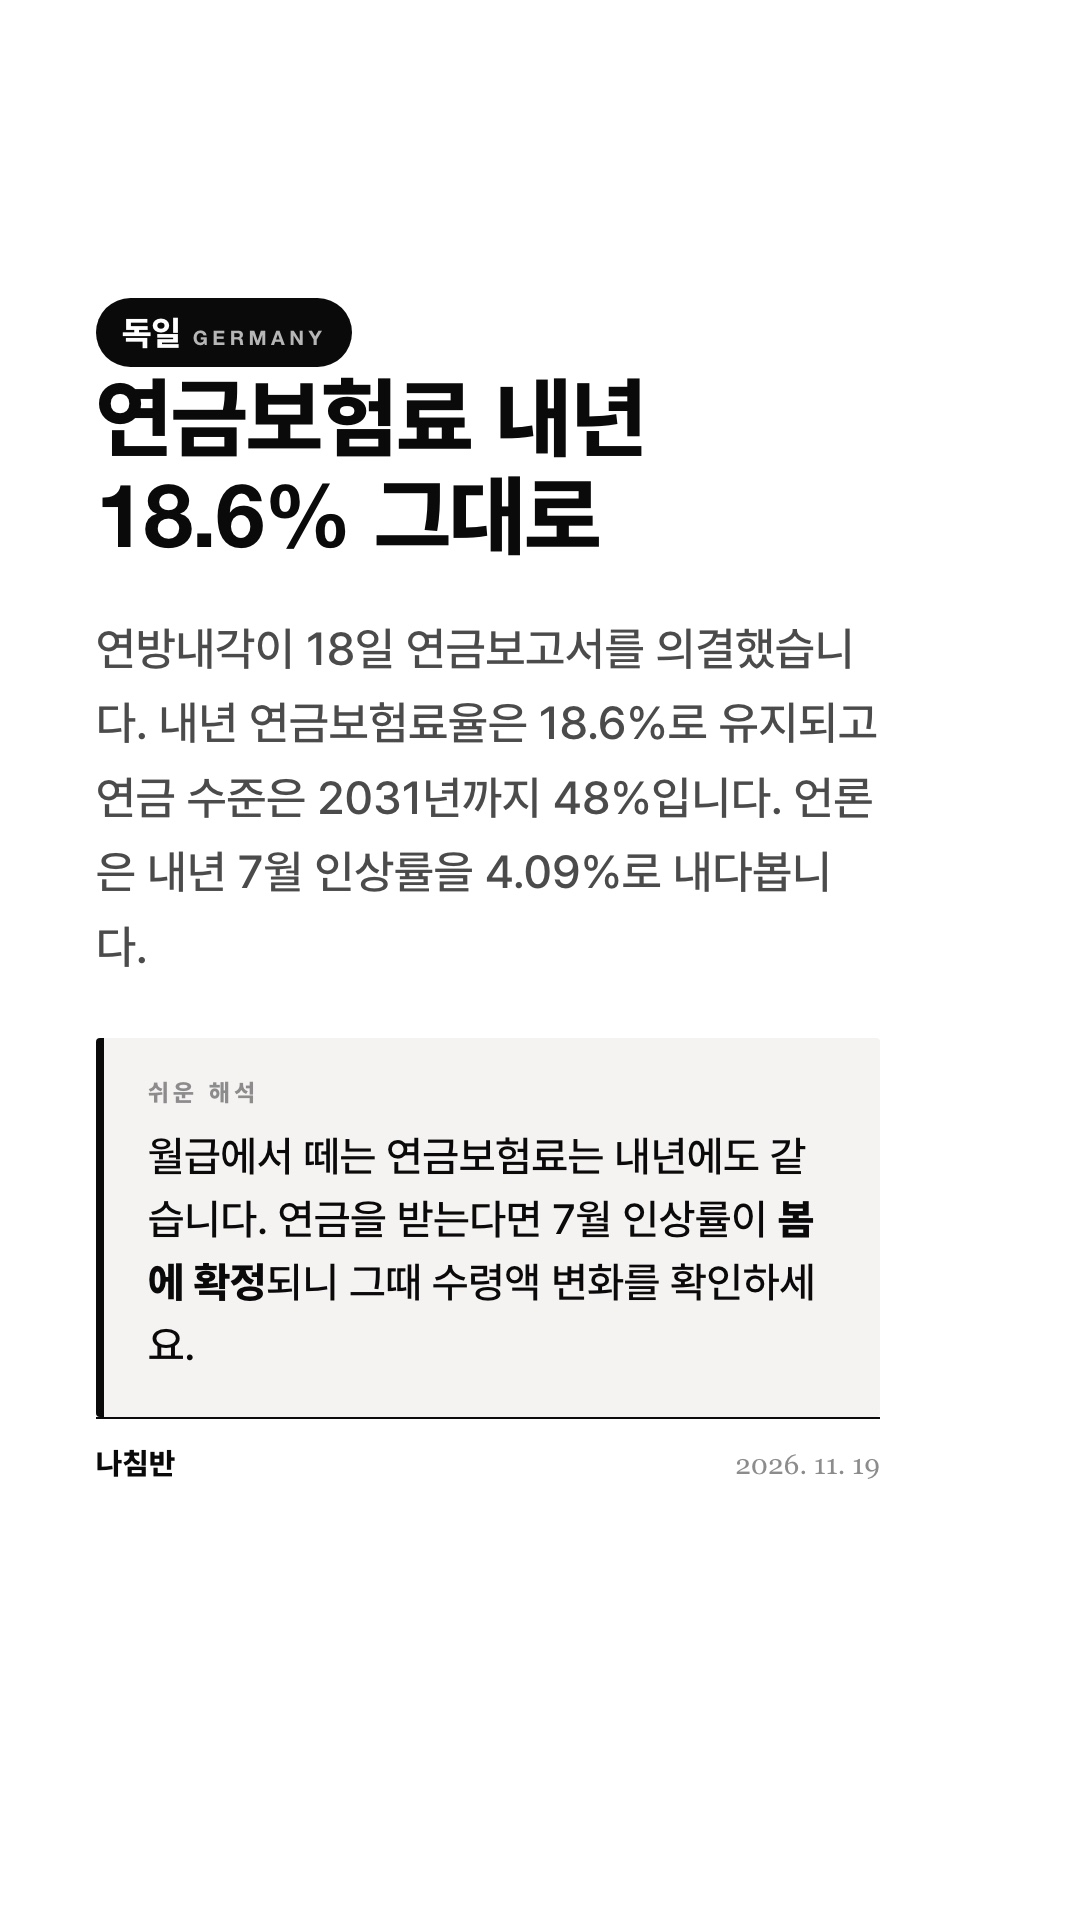 독일 GERMANY
연금보험료 내년
18.6% 그대로
연방내각이 18일 연금보고서를 의결했습니
다. 내년 연금보험료율은 18.6%로 유지되고
연금 수준은 2031년까지 48%입니다. 언론
은 내년 7월 인상률을 4.09%로 내다봅니
다.
쉬운 해석
월급에서 떼는 연금보험료는 내년에도 같
습니다. 연금을 받는다면 7월 인상률이 봄
에 확정되니 그때 수령액 변화를 확인하세
요.
나침반
2026. 11. 19